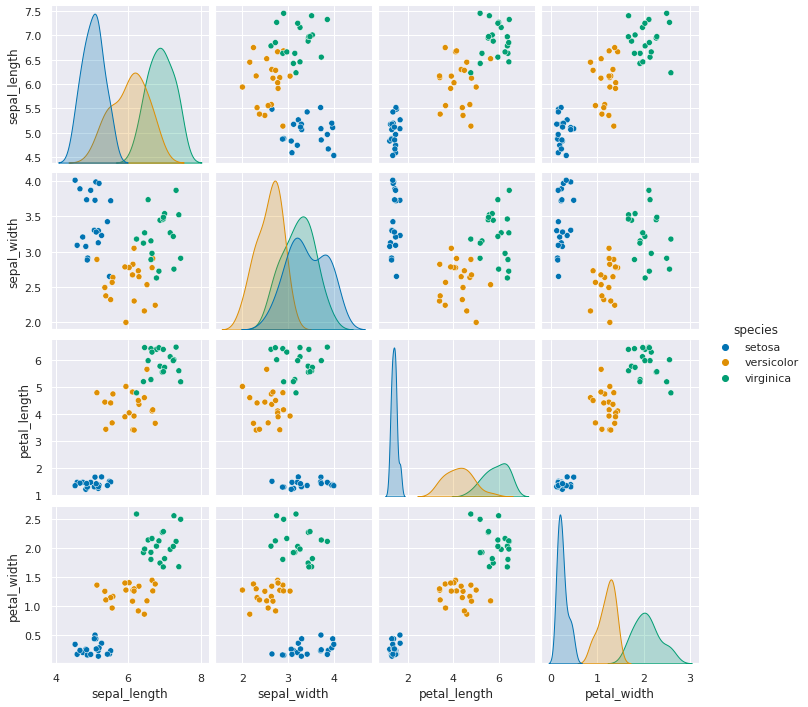 7.5
7.0
6.5
6.0
5.5
5.0
4.5
sepal_length
4.0
3.5
3.0
2.5
2.0
sepal_width
6
5
4
3
2
1
petal_length
2.5
2.0
1.5
1.0
0.5
petal_width
4 6 8
sepal_length
2 3 4
sepal_width
2 4 6
petal_length
0 1 2 3
petal_width
species
setosa
versicolor
virginica